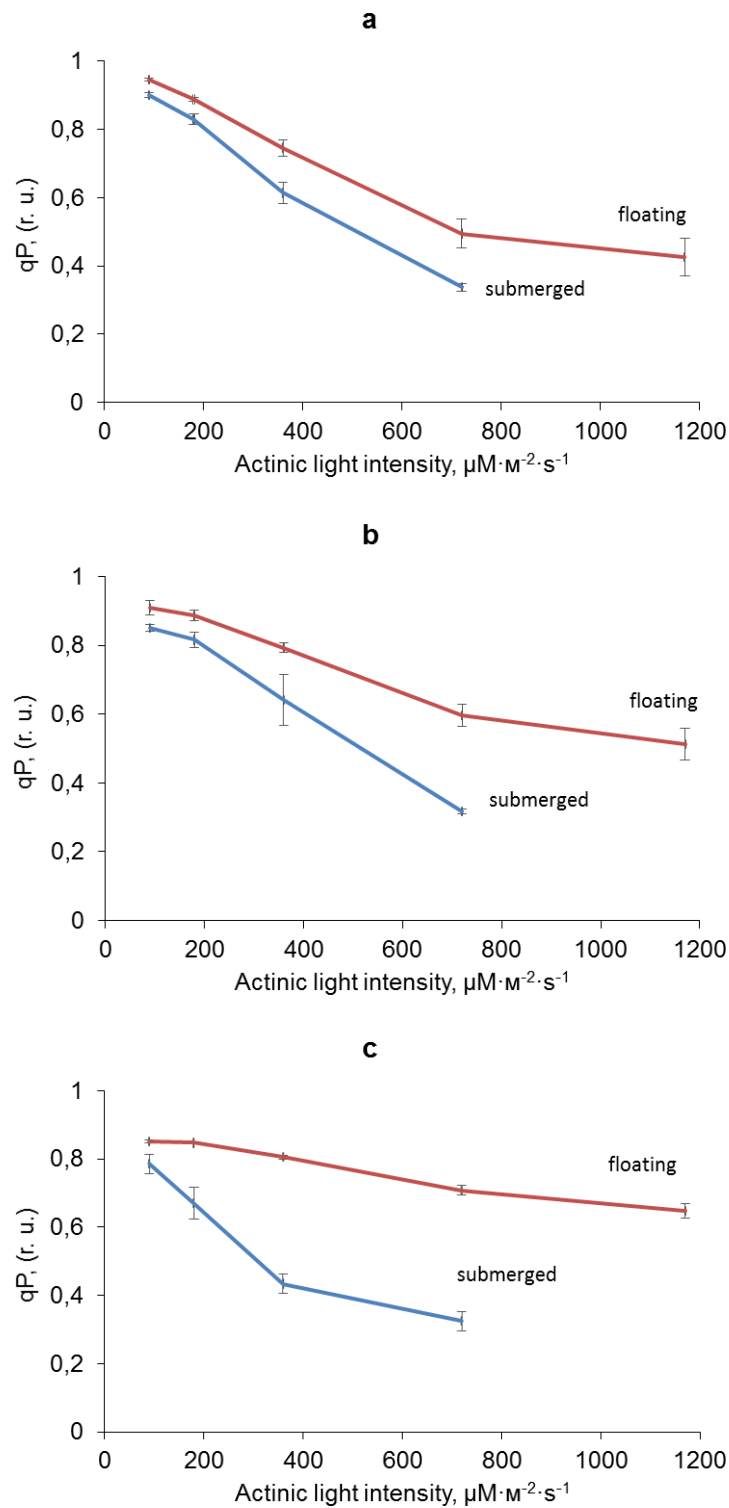 a
1
0,8
0,6
0,4
0,2
0
qP, (r. u.)
floating
submerged
0 200 400 600 800 1000 1200
Actinic light intensity, µM·м⁻²·s⁻¹
b
1
0,8
0,6
0,4
0,2
0
qP, (r. u.)
floating
submerged
0 200 400 600 800 1000 1200
Actinic light intensity, µM·м⁻²·s⁻¹
c
1
0,8
0,6
0,4
0,2
0
qP, (r. u.)
floating
submerged
0 200 400 600 800 1000 1200
Actinic light intensity, µM·м⁻²·s⁻¹